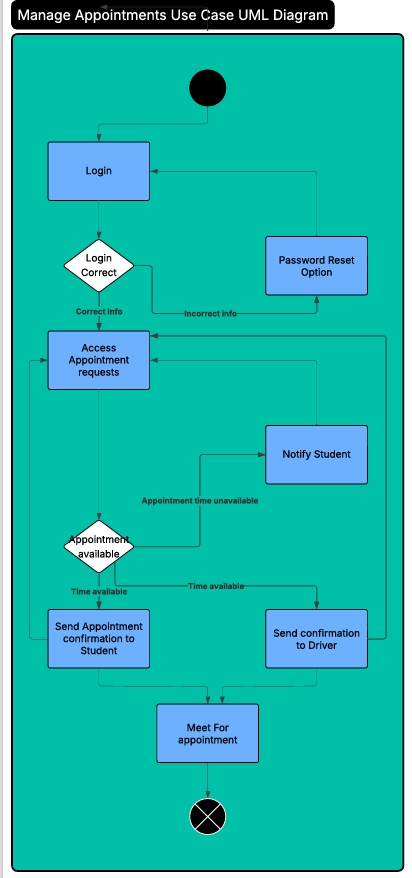 Manage Appointments Use Case UML Diagram
Login
Login
Correct
Password Reset
Option
Correct info
Incorrect info
Access
Appointment
requests
Notify Student
Appointment time unavailable
Appointment
available
Time available
Time available
Send Appointment
confirmation to
Student
Send confirmation
to Driver
Meet For
appointment